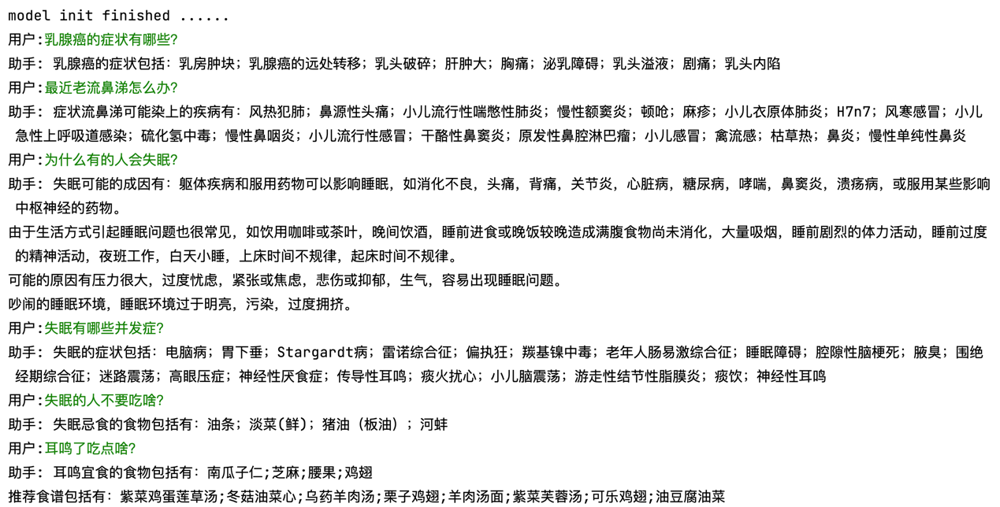 model init finished ......
用户:乳腺癌的症状有哪些?
助手: 乳腺癌的症状包括: 乳房肿块; 乳腺癌的远处转移; 乳头破碎; 肝肿大; 胸痛; 泌乳障碍; 乳头溢液; 剧痛; 乳头内陷
用户:最近老流鼻涕怎么办?
助手: 症状流鼻涕可能染上的疾病有: 风热犯肺; 鼻源性头痛; 小儿流行性喘憋性肺炎; 慢性额窦炎; 顿呛; 麻疹; 小儿衣原体肺炎; H7n7; 风寒感冒; 小儿
急性上呼吸道感染; 硫化氢中毒; 慢性鼻咽炎; 小儿流行性感冒; 干酪性鼻窦炎; 原发性鼻腔淋巴瘤; 小儿感冒; 禽流感; 枯草热; 鼻炎; 慢性单纯性鼻炎
用户:为什么有的人会失眠?
助手: 失眠可能的成因有: 躯体疾病和服用药物可以影响睡眠, 如消化不良, 头痛, 背痛, 关节炎, 心脏病, 糖尿病, 哮喘, 鼻窦炎, 溃疡病, 或服用某些影响
中枢神经的药物。
由于生活方式引起睡眠问题也很常见, 如饮用咖啡或茶叶, 晚间饮酒, 睡前进食或晚饭较晚造成满腹食物尚未消化, 大量吸烟, 睡前剧烈的体力活动, 睡前过度
的精神活动, 夜班工作, 白天小睡, 上床时间不规律, 起床时间不规律。
可能的原因有压力很大, 过度忧虑, 紧张或焦虑, 悲伤或抑郁, 生气, 容易出现睡眠问题。
吵闹的睡眠环境, 睡眠环境过于明亮, 污染, 过度拥挤。
用户:失眠有哪些并发症?
助手: 失眠的症状包括: 电脑病; 胃下垂; Stargardt病; 雷诺综合征; 偏执狂; 羰基镍中毒; 老年人肠易激综合征; 睡眠障碍; 腔隙性脑梗死; 腋臭; 围绝
经期综合征; 迷路震荡; 高眼压症; 神经性厌食症; 传导性耳鸣; 痰火扰心; 小儿脑震荡; 游走性结节性脂膜炎; 痰饮; 神经性耳鸣
用户:失眠的人不要吃啥?
助手: 失眠忌食的食物包括有: 油条; 淡菜(鲜); 猪油（板油）; 河蚌
用户:耳鸣了吃点啥?
助手: 耳鸣宜食的食物包括有: 南瓜子仁;芝麻;腰果;鸡翅
推荐食谱包括有: 紫菜鸡蛋莲草汤;冬菇油菜心;乌药羊肉汤;栗子鸡翅;羊肉汤面;紫菜芙蓉汤;可乐鸡翅;油豆腐油菜